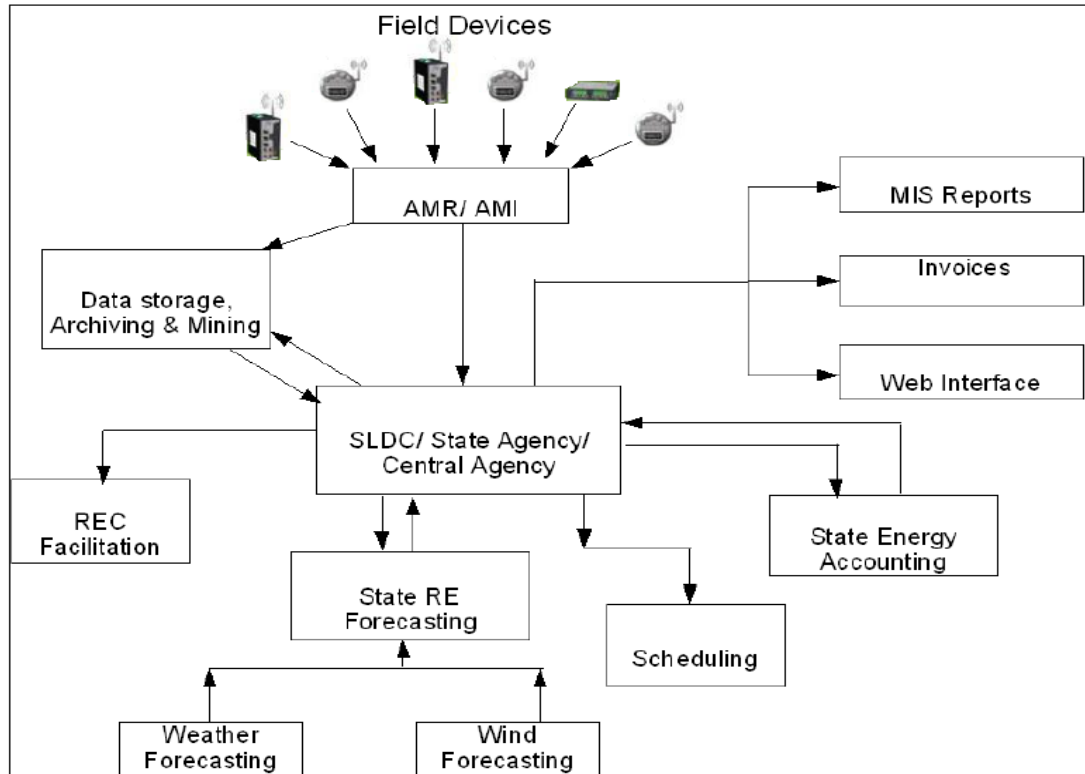 Field Devices
AMR/ AMI
MIS Reports
Data storage,
Archiving & Mining
Invoices
Web Interface
SLDC/ State Agency/
Central Agency
REC
Facilitation
State Energy
Accounting
State RE
Forecasting
Scheduling
Weather
Forecasting
Wind
Forecasting